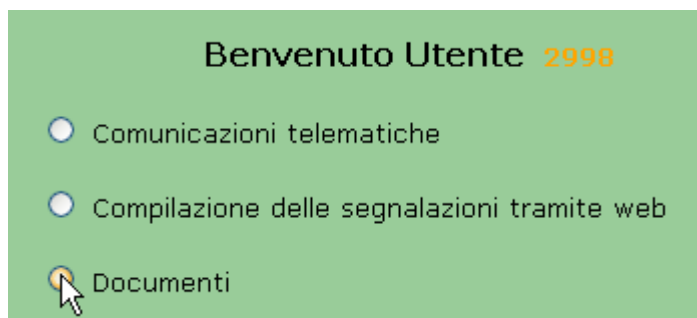 Benvenuto Utente 2998
Comunicazioni telematiche
Compilazione delle segnalazioni tramite web
Documenti